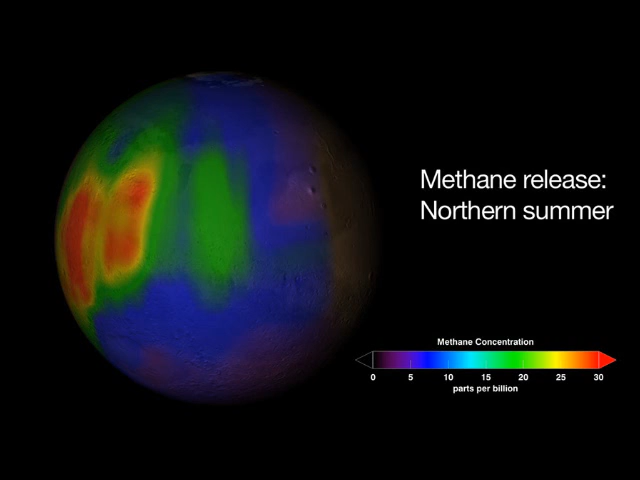 Methane release:
Northern summer
Methane Concentration
0 5 10 15 20 25 30
parts per billion